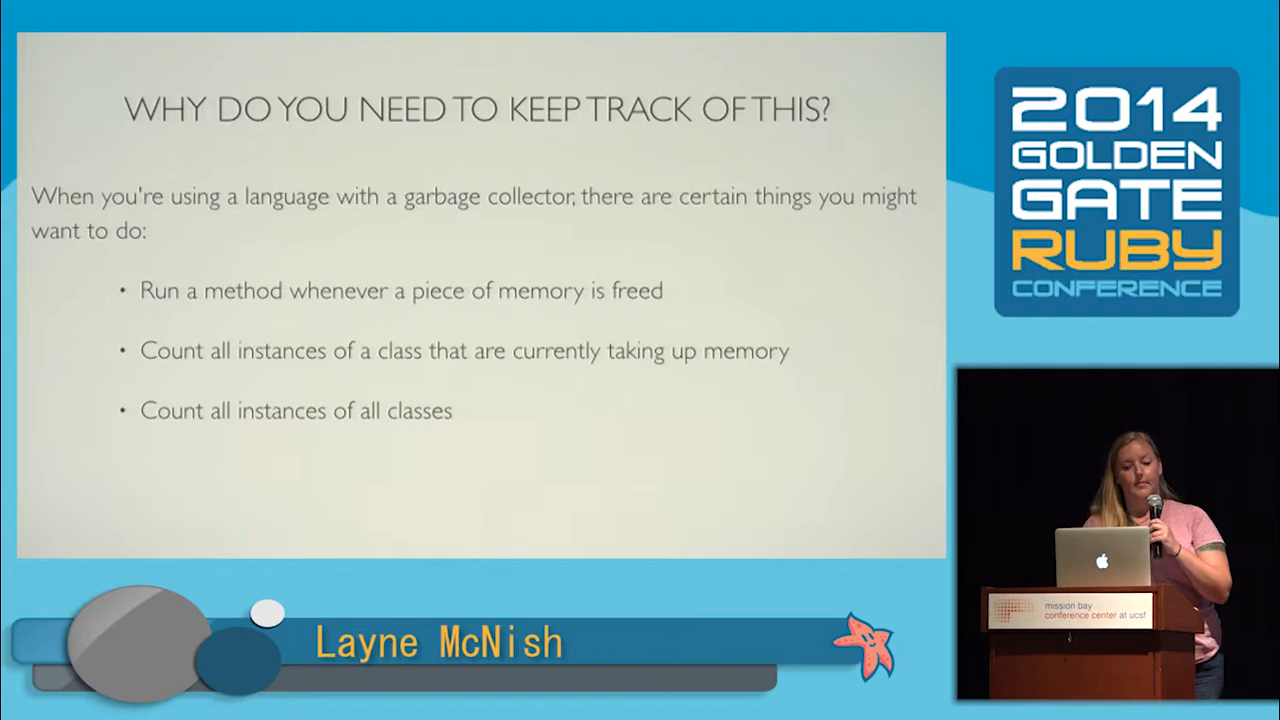 WHY DO YOU NEED TO KEEP TRACK OF THIS?
When you're using a language with a garbage collector, there are certain things you might
want to do:
• Run a method whenever a piece of memory is freed
• Count all instances of a class that are currently taking up memory
• Count all instances of all classes
2014
GOLDEN
GATE
RUBY
CONFERENCE
mission bay
conference center at ucsf
Layne McNish